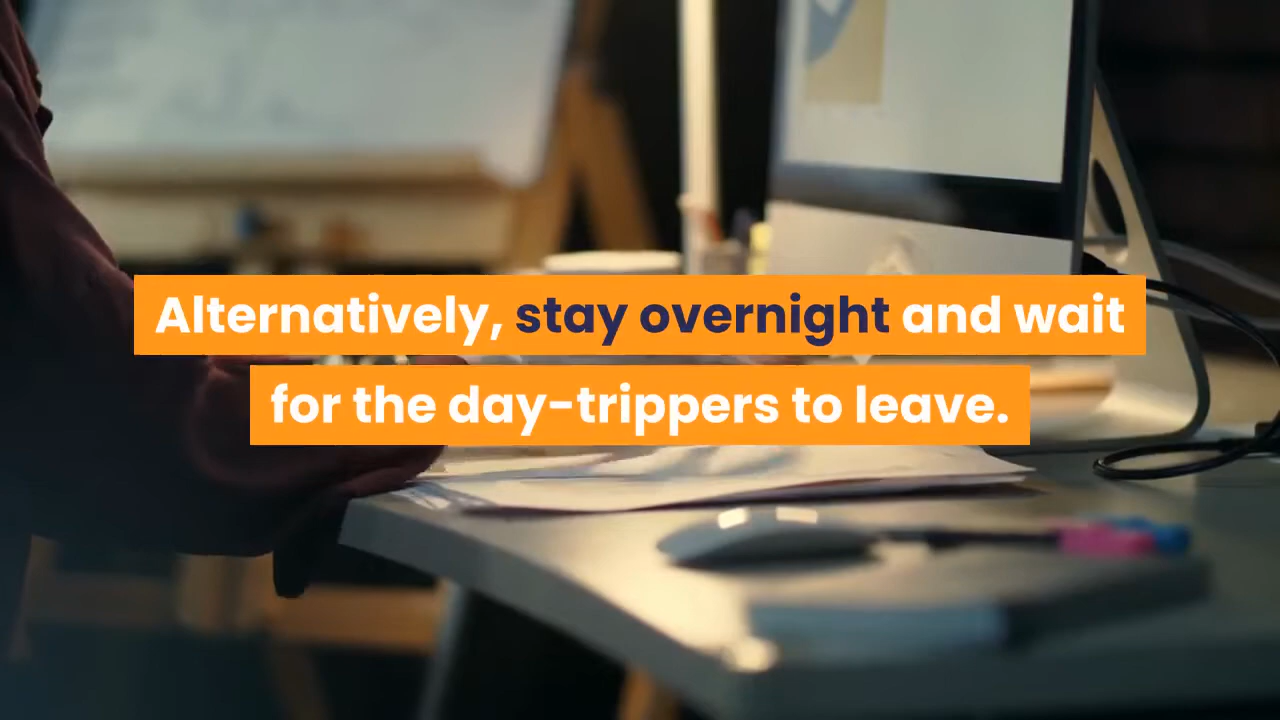 Alternatively, stay overnight and wait
for the day-trippers to leave.